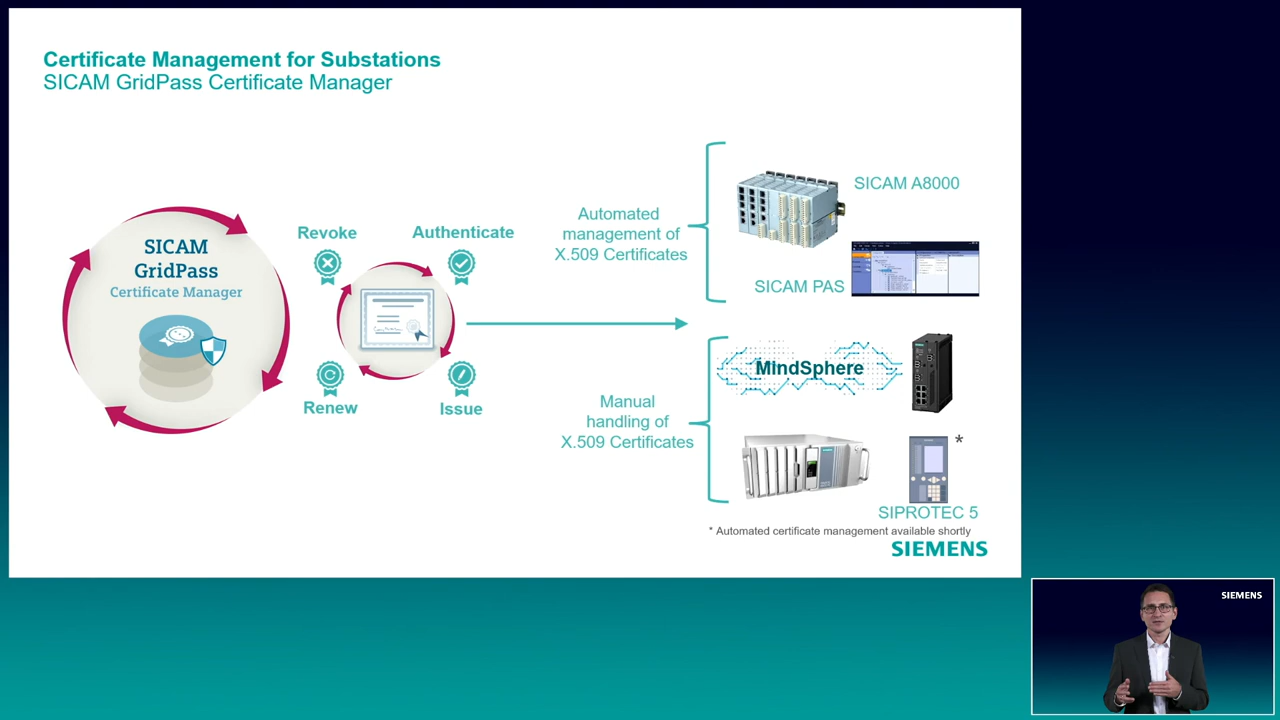 Certificate Management for Substations
SICAM GridPass Certificate Manager
SICAM
GridPass
Certificate Manager
Revoke
Authenticate
Renew
Issue
Automated
management of
X.509 Certificates
SICAM A8000
SICAM PAS
Manual
handling of
X.509 Certificates
MIndSphere
*
SIPROTEC 5
* Automated certificate management available shortly
SIEMENS
SIEMENS